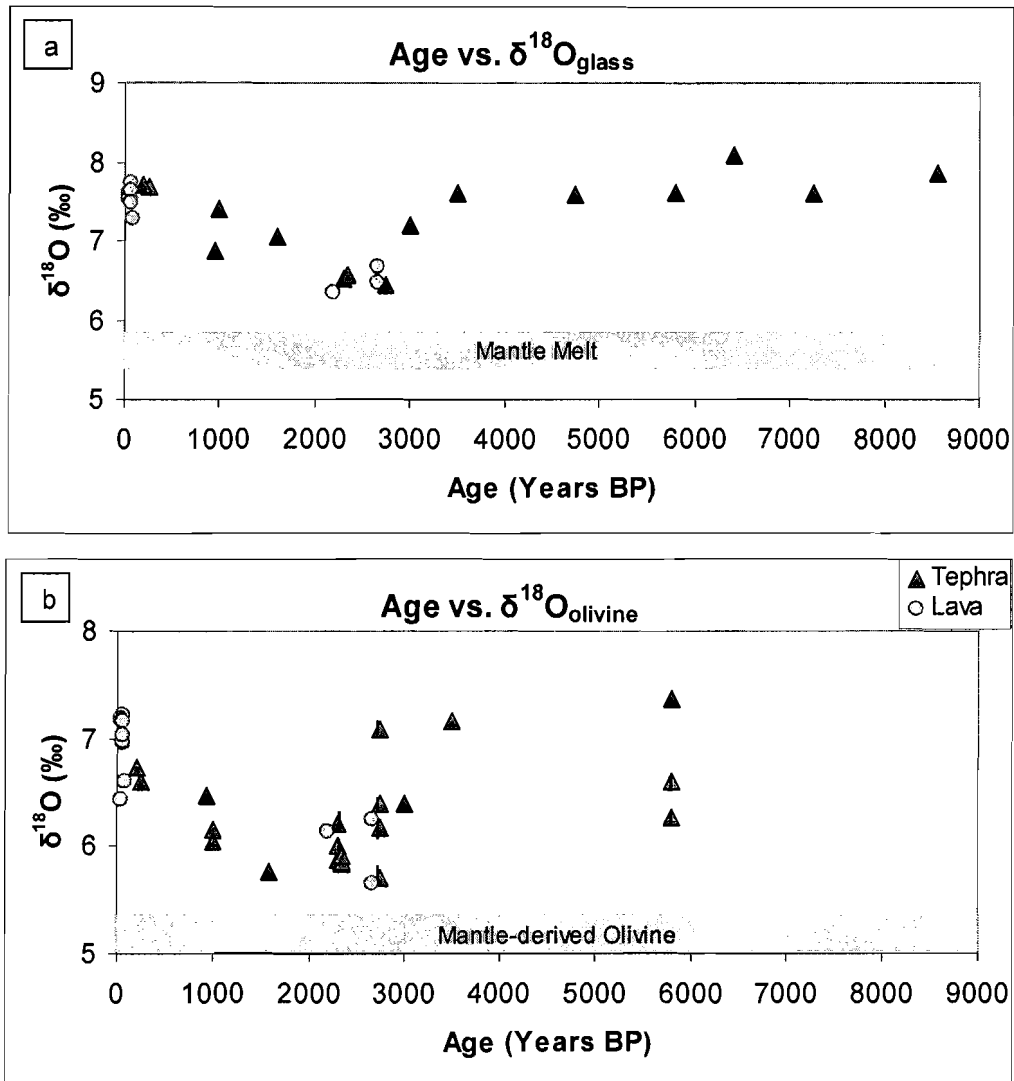 a
Age vs. δ¹⁸Oglass
9
8
7
6
5
δ¹⁸O (‰)
Mantle Melt
0 1000 2000 3000 4000 5000 6000 7000 8000 9000
Age (Years BP)
b
Tephra
Lava
Age vs. δ¹⁸Oolivine
8
7
6
5
δ¹⁸O (‰)
Mantle-derived Olivine
0 1000 2000 3000 4000 5000 6000 7000 8000 9000
Age (Years BP)